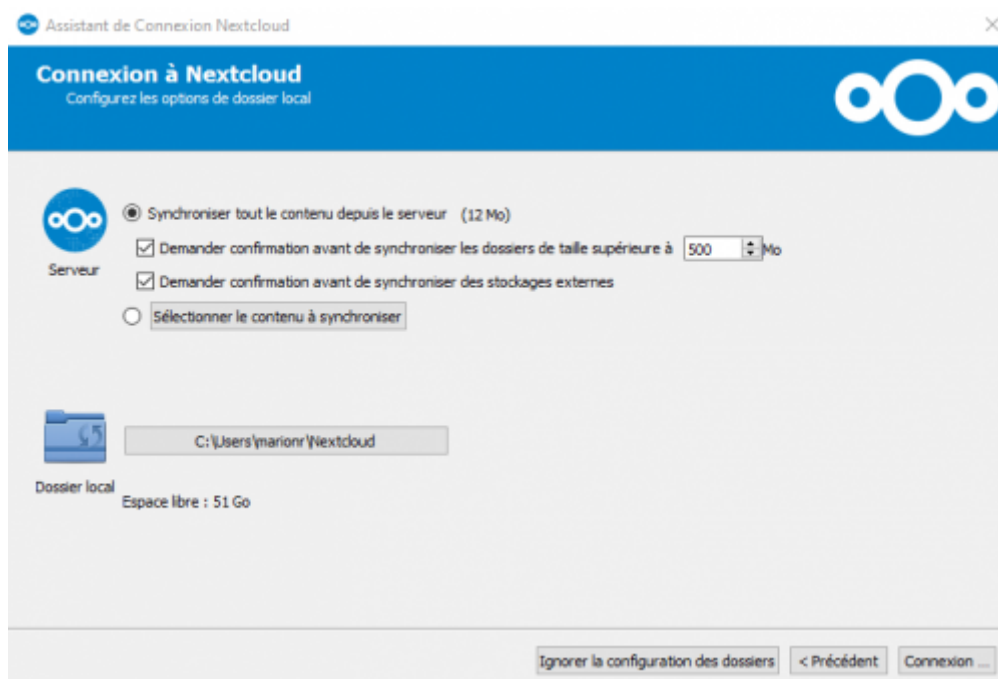 Assistant de Connexion Nextcloud
Connexion à Nextcloud
Configurez les options de dossier local
Synchroniser tout le contenu depuis le serveur (12 Mo)
Demander confirmation avant de synchroniser les dossiers de taille supérieure à 500 Mo
Serveur
Demander confirmation avant de synchroniser des stockages externes
Sélectionner le contenu à synchroniser
C:\Users\marionr\Nextcloud
Dossier local
Espace libre : 51 Go
Ignorer la configuration des dossiers < Précédent Connexion ...